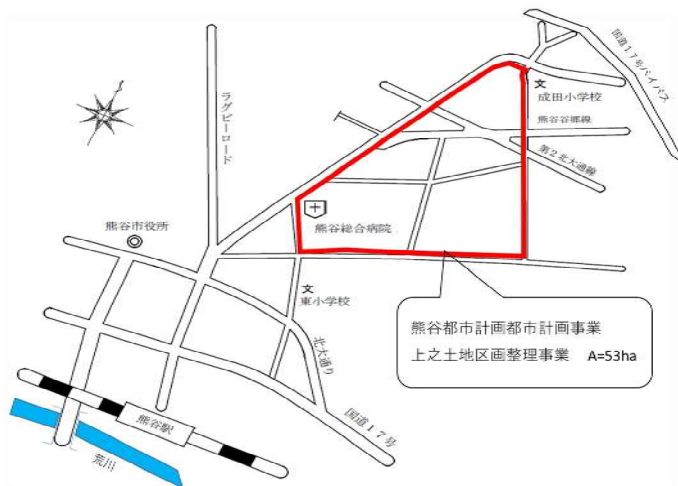 国道17号バイパス
文
成田小学校
熊谷谷郷線
第2北大通線
ラグビーロード
熊谷総合病院
熊谷市役所
文
東小学校
北大通り
国道17号
熊谷駅
荒川
熊谷都市計画都市計画事業
上之土地区画整理事業 A=53ha